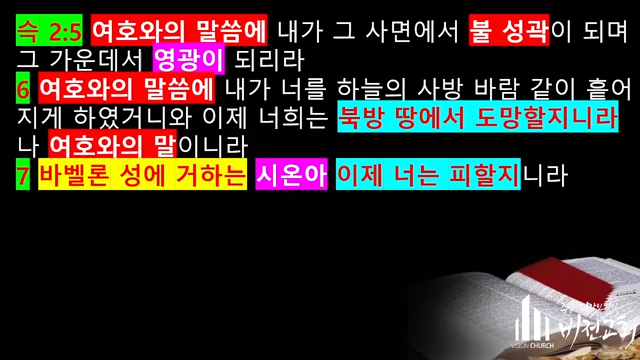 슥 2:5 여호와의 말씀에 내가 그 사면에서 불 성곽이 되며
그 가운데서 영광이 되리라
6 여호와의 말씀에 내가 너를 하늘의 사방 바람 같이 흩어
지게 하였거니와 이제 너희는 북방 땅에서 도망할지니라
나 여호와의 말이니라
7 바벨론 성에 거하는 시온아 이제 너는 피할지니라
비전교회
VISION CHURCH